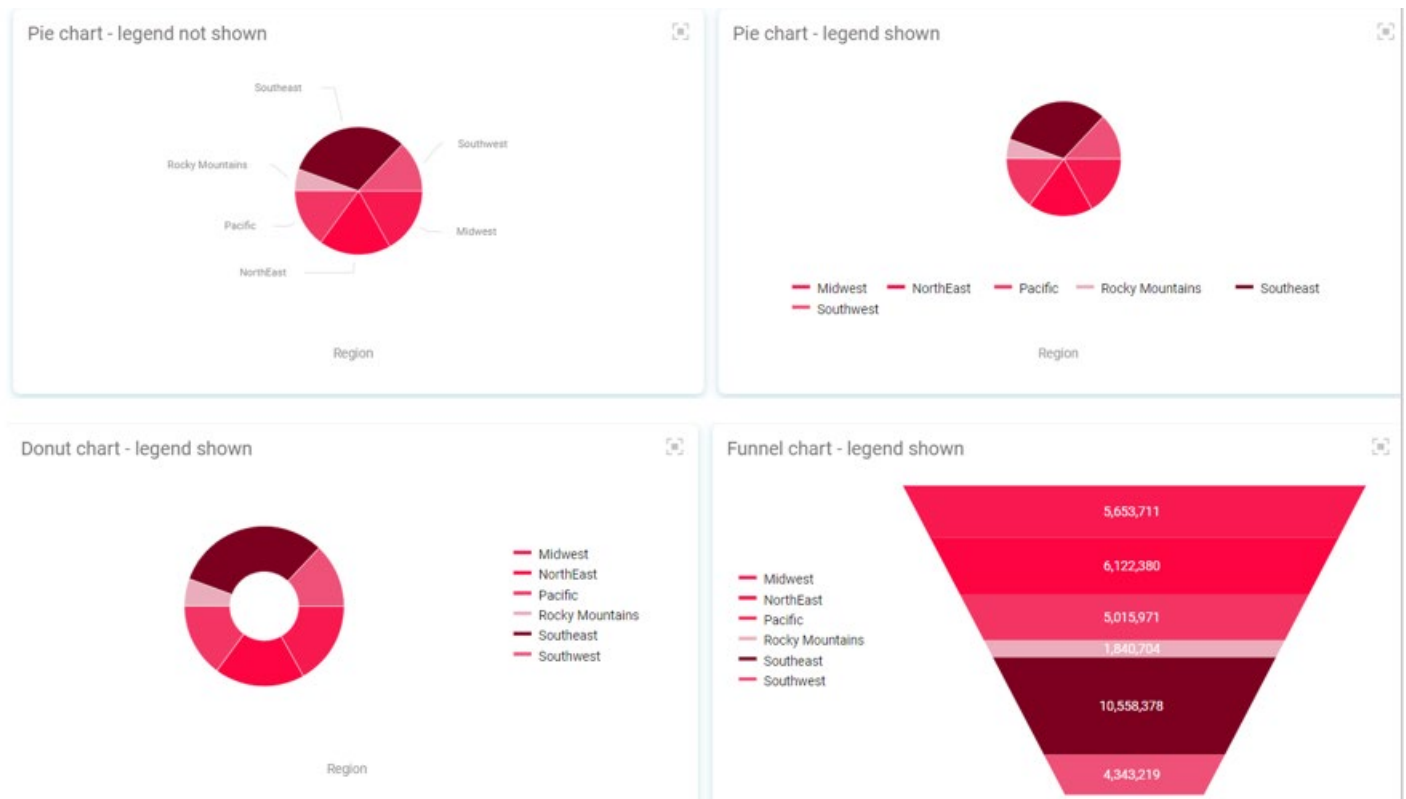 Pie chart - legend not shown
Southeast
Southwest
Rocky Mountains
Pacific
Midwest
NorthEast
Region
Pie chart - legend shown
Midwest NorthEast Pacific Rocky Mountains Southeast
Southwest
Region
Donut chart - legend shown
Midwest
NorthEast
Pacific
Rocky Mountains
Southeast
Southwest
Region
Funnel chart - legend shown
Midwest
NorthEast
Pacific
Rocky Mountains
Southeast
Southwest
5,653,711
6,122,380
5,015,971
1,840,704
10,558,378
4,343,219